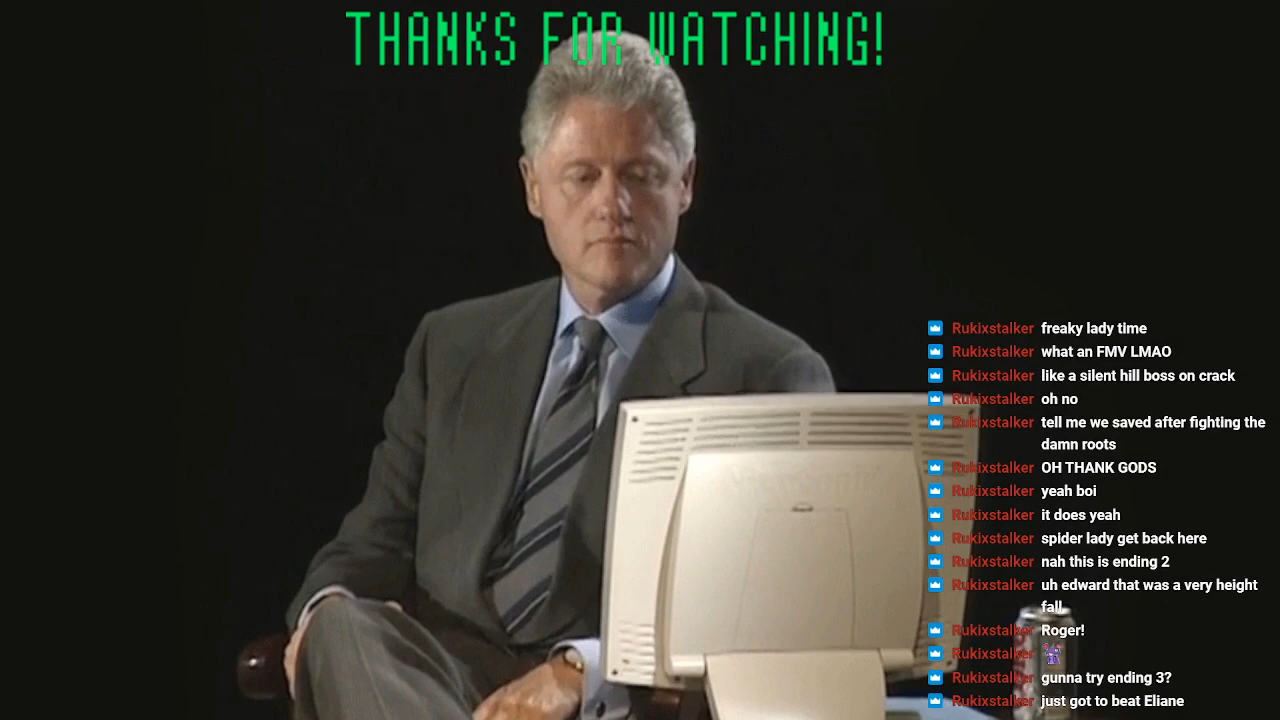 THANKS FOR WATCHING!
Rukixstalker freaky lady time
Rukixstalker what an FMV LMAO
Rukixstalker like a silent hill boss on crack
Rukixstalker oh no
Rukixstalker tell me we saved after fighting the
damn roots
Rukixstalker OH THANK GODS
Rukixstalker yeah boi
Rukixstalker it does yeah
Rukixstalker spider lady get back here
Rukixstalker nah this is ending 2
Rukixstalker uh edward that was a very height
fall
Rukixstalker Roger!
Rukixstalker
Rukixstalker gunna try ending 3?
Rukixstalker just got to beat Eliane